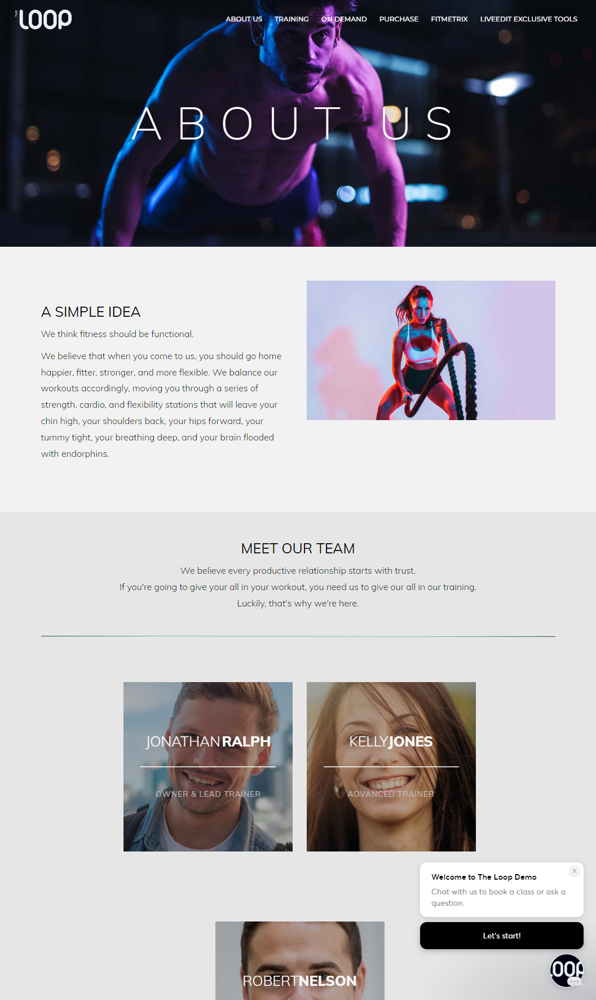 THE LOOP
ABOUT US TRAINING ON DEMAND PURCHASE FITMETRIX LIVEEDIT EXCLUSIVE TOOLS
ABOUT US
A SIMPLE IDEA
We think fitness should be functional.
We believe that when you come to us, you should go home
happier, fitter, stronger, and more flexible. We balance our
workouts accordingly, moving you through a series of
strength, cardio, and flexibility stations that will leave your
chin high, your shoulders back, your hips forward, your
tummy tight, your breathing deep, and your brain flooded
with endorphins.
MEET OUR TEAM
We believe every productive relationship starts with trust.
If you're going to give your all in your workout, you need us to give our all in our training.
Luckily, that's why we're here.
JONATHAN RALPH
OWNER & LEAD TRAINER
KELLY JONES
ADVANCED TRAINER
Welcome to The Loop Demo
Chat with us to book a class or ask a
question.
Let's start!
LOOP
ROBERTNELSON